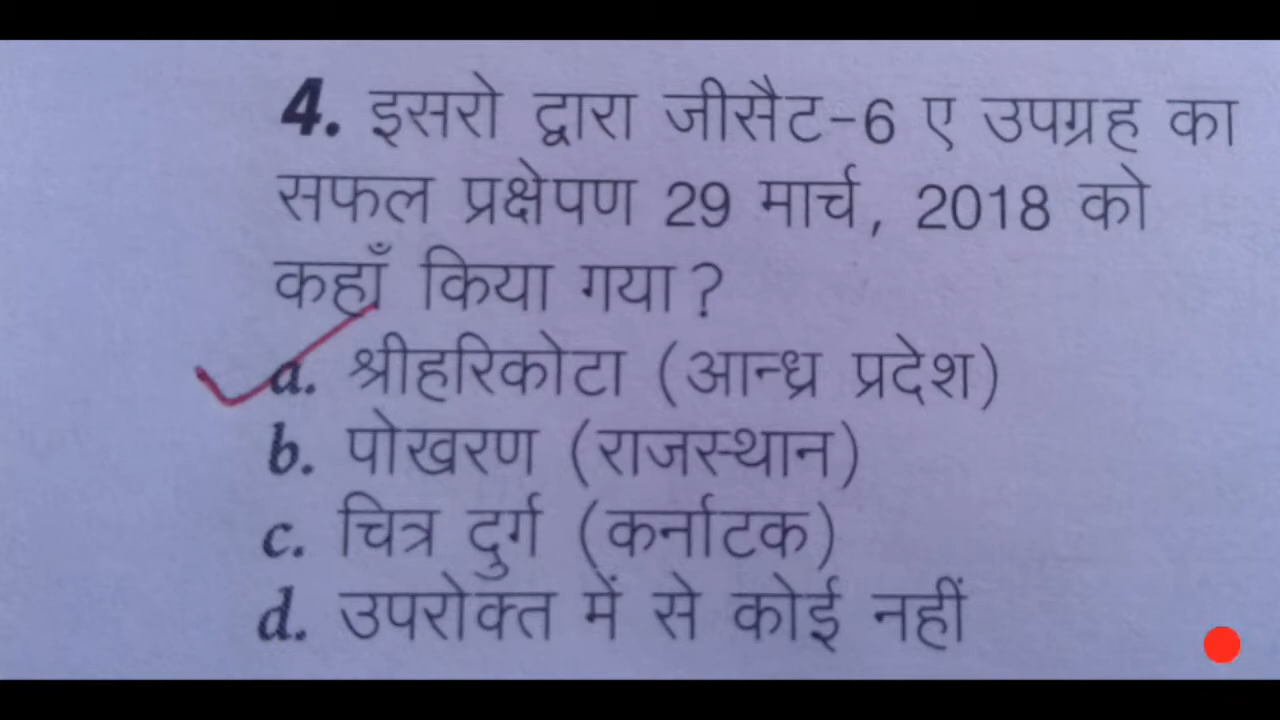 4. इसरो द्वारा जीसैट-6 ए उपग्रह का
सफल प्रक्षेपण 29 मार्च, 2018 को
कहाँ किया गया?
a. श्रीहरिकोटा (आन्ध्र प्रदेश)
b. पोखरण (राजस्थान)
c. चित्र दुर्ग (कर्नाटक)
d. उपरोक्त में से कोई नहीं